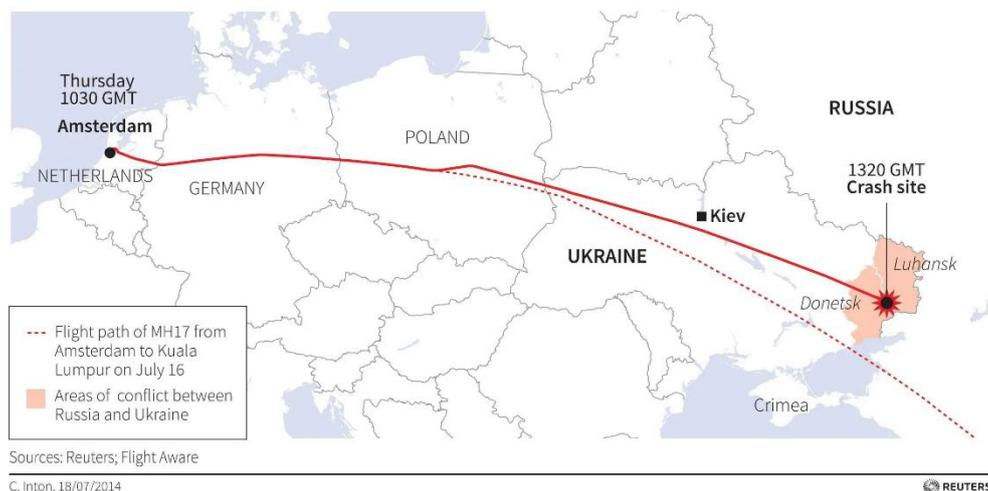 Thursday
1030 GMT
Amsterdam
NETHERLANDS
GERMANY
POLAND
RUSSIA
1320 GMT
Crash site
Kiev
UKRAINE
Luhansk
Donetsk
Crimea
Flight path of MH17 from
Amsterdam to Kuala
Lumpur on July 16
Areas of conflict between
Russia and Ukraine
Sources: Reuters; Flight Aware
C. Inton, 18/07/2014
REUTERS